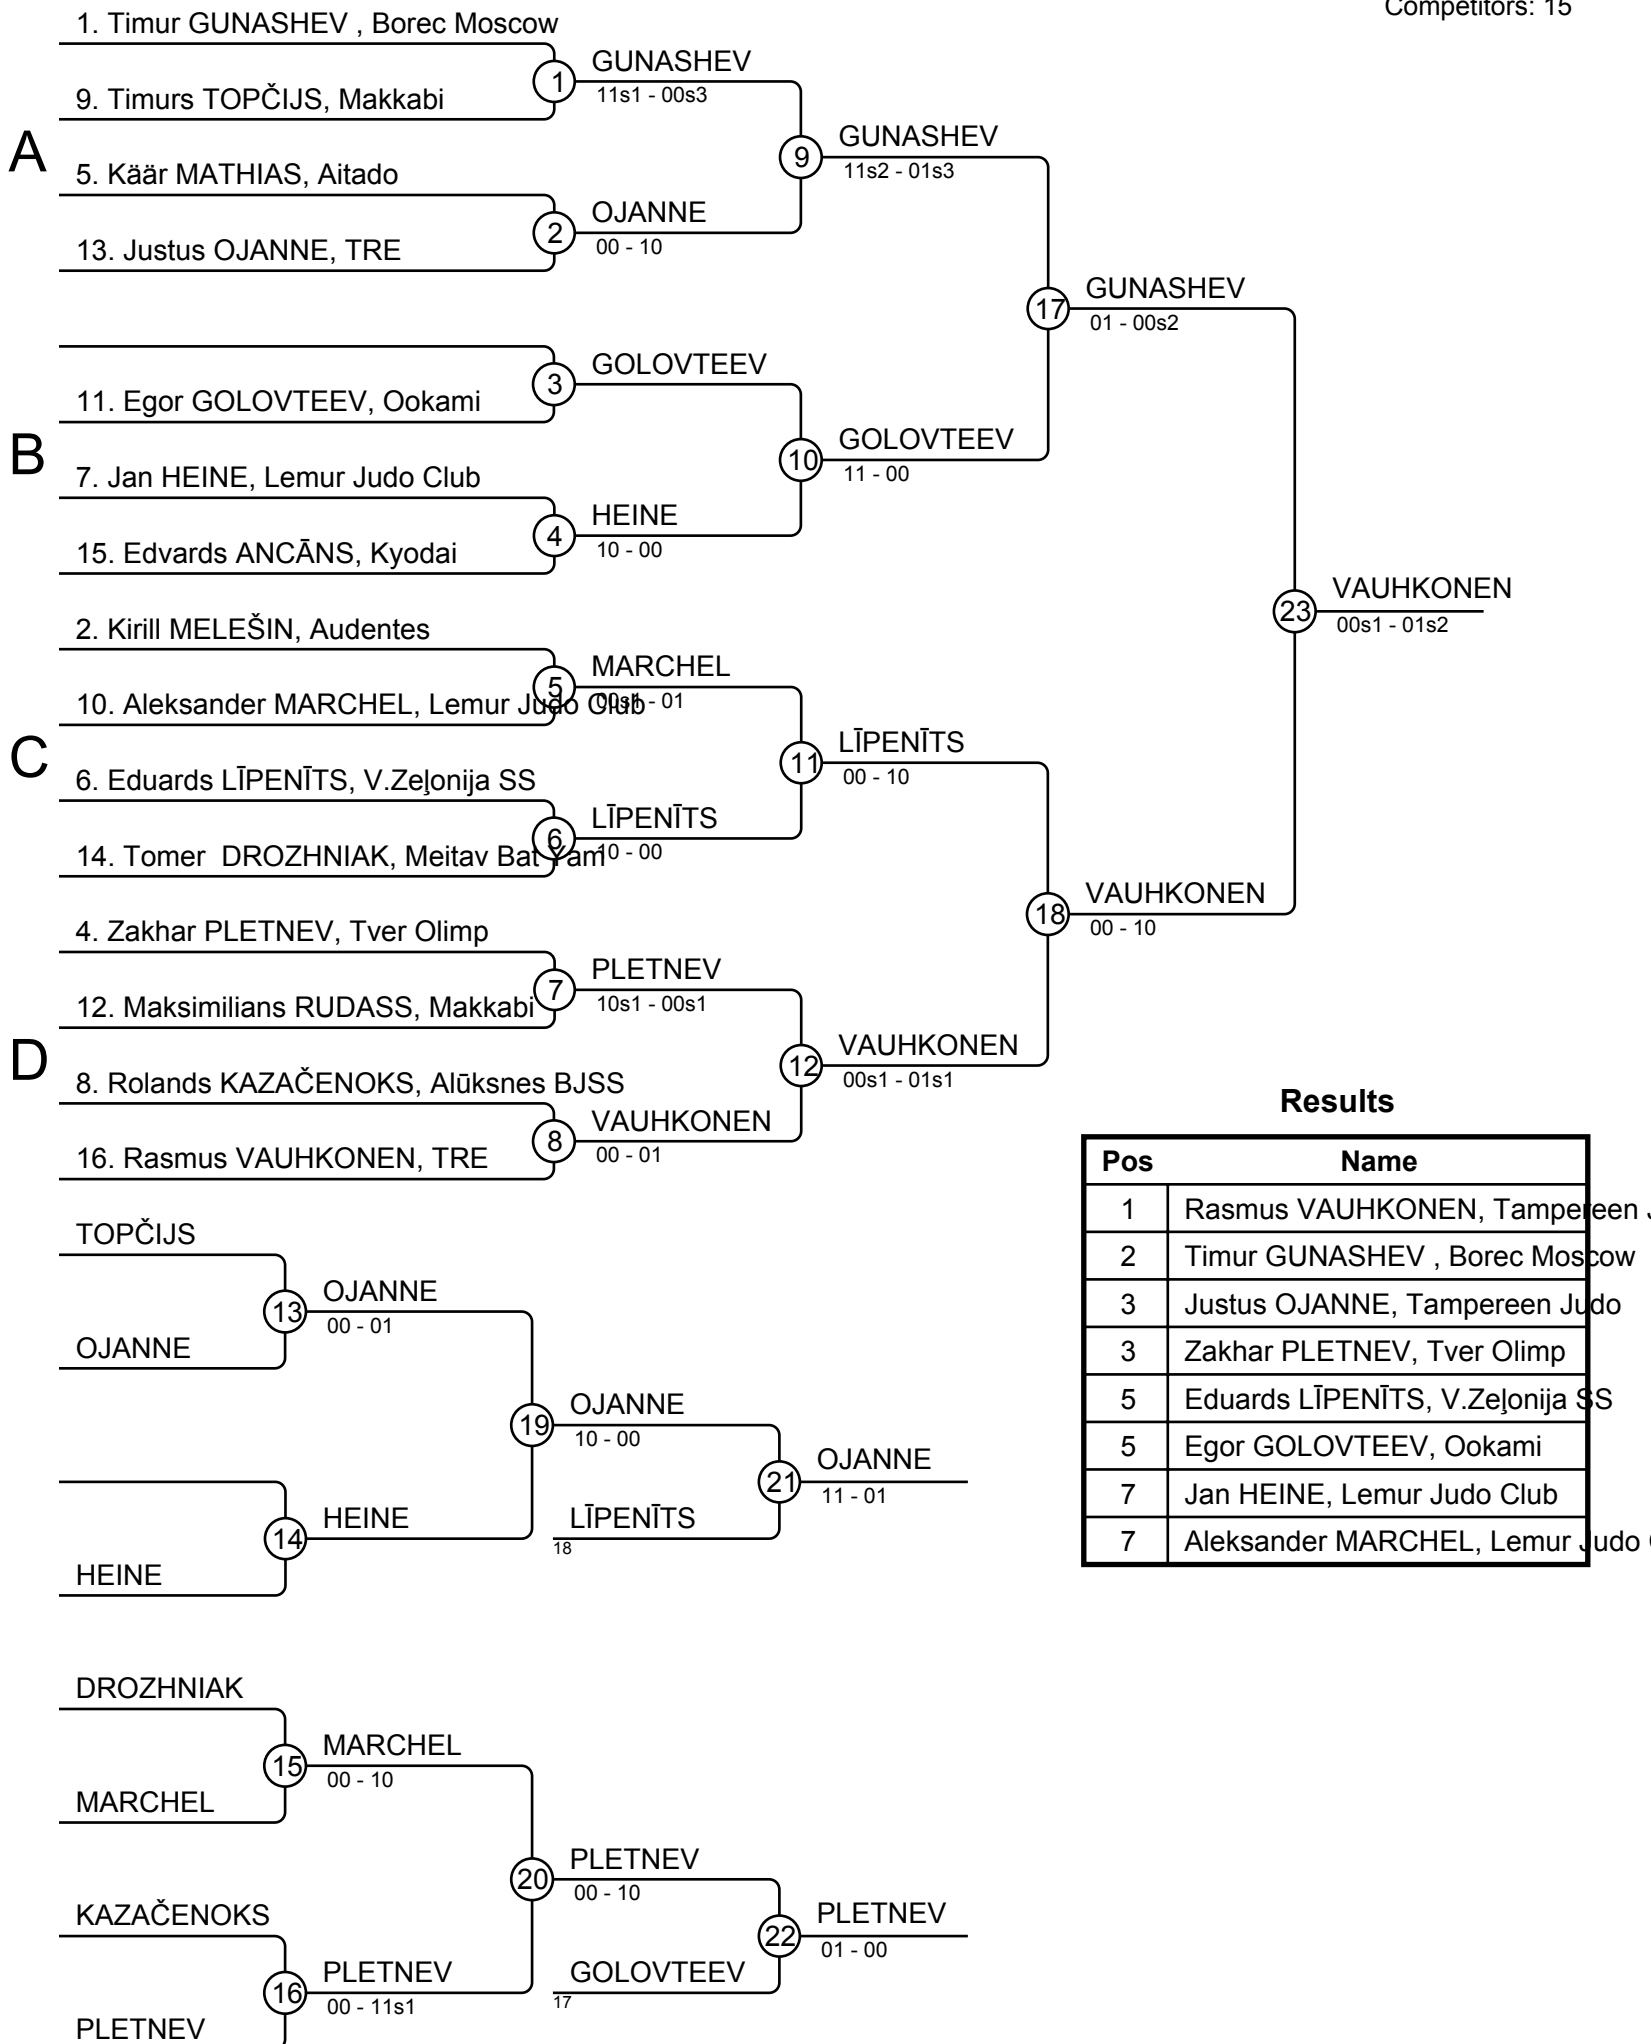 Competitors: 15
1. Timur GUNASHEV , Borec Moscow
GUNASHEV
1
11s1 - 00s3
9. Timurs TOPČIJS, Makkabi
A
GUNASHEV
9
11s2 - 01s3
5. Käär MATHIAS, Aitado
OJANNE
2
00 - 10
13. Justus OJANNE, TRE
GUNASHEV
17
01 - 00s2
GOLOVTEEV
3
11. Egor GOLOVTEEV, Ookami
B
GOLOVTEEV
10
11 - 00
7. Jan HEINE, Lemur Judo Club
HEINE
4
10 - 00
15. Edvards ANCĀNS, Kyodai
VAUHKONEN
23
00s1 - 01s2
2. Kirill MELEŠIN, Audentes
MARCHEL
5
00s1 - 01
10. Aleksander MARCHEL, Lemur Judo Club
C
LĪPENĪTS
11
00 - 10
6. Eduards LĪPENĪTS, V.Zeļonija SS
LĪPENĪTS
6
10 - 00
14. Tomer  DROZHNIAK, Meitav Bat Yam
VAUHKONEN
18
00 - 10
4. Zakhar PLETNEV, Tver Olimp
PLETNEV
7
10s1 - 00s1
12. Maksimilians RUDASS, Makkabi
D
VAUHKONEN
12
00s1 - 01s1
8. Rolands KAZAČENOKS, Alūksnes BJSS
VAUHKONEN
8
00 - 01
16. Rasmus VAUHKONEN, TRE
Results
Pos Name
1 Rasmus VAUHKONEN, Tampereen J
2 Timur GUNASHEV , Borec Moscow
3 Justus OJANNE, Tampereen Judo
3 Zakhar PLETNEV, Tver Olimp
5 Eduards LĪPENĪTS, V.Zeļonija SS
5 Egor GOLOVTEEV, Ookami
7 Jan HEINE, Lemur Judo Club
7 Aleksander MARCHEL, Lemur Judo
TOPČIJS
OJANNE
13
00 - 01
OJANNE
OJANNE
19
10 - 00
OJANNE
21
11 - 01
HEINE
14
LĪPENĪTS
18
HEINE
DROZHNIAK
MARCHEL
15
00 - 10
MARCHEL
PLETNEV
20
00 - 10
KAZAČENOKS
PLETNEV
22
01 - 00
PLETNEV
16
00 - 11s1
GOLOVTEEV
17
PLETNEV